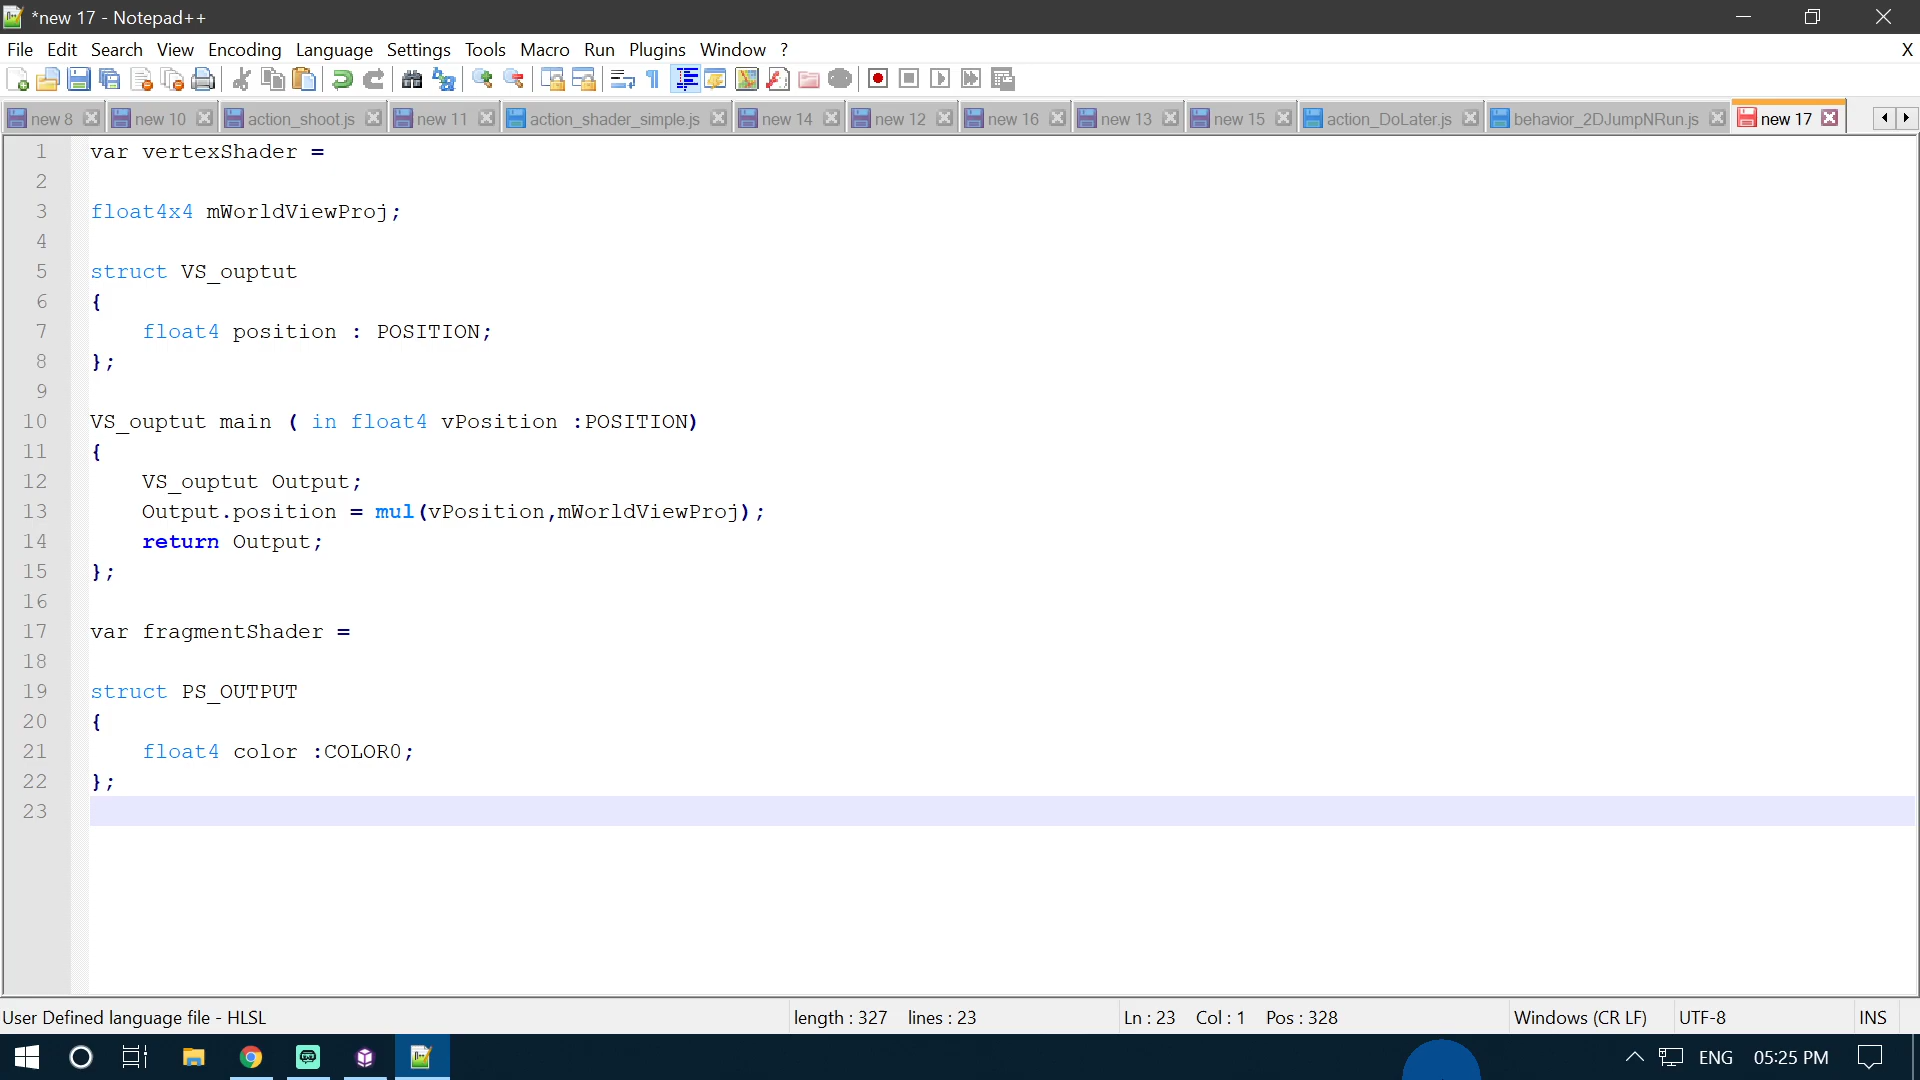 *new 17 - Notepad++
File Edit Search View Encoding Language Settings Tools Macro Run Plugins Window ? X
new 8 new 10 action_shoot.js new 11 action_shader_simple.js new 14 new 12 new 16 new 13 new 15 action_DoLater.js behavior_2DJumpNRun.js new 17
1 var vertexShader =
2
3 float4x4 mWorldViewProj;
4
5 struct VS_ouptut
6 {
7 float4 position : POSITION;
8 };
9
10 VS_ouptut main ( in float4 vPosition :POSITION)
11 {
12 VS_ouptut Output;
13 Output.position = mul(vPosition,mWorldViewProj);
14 return Output;
15 };
16
17 var fragmentShader =
18
19 struct PS_OUTPUT
20 {
21 float4 color :COLOR0;
22 };
23
User Defined language file - HLSL length : 327 lines : 23 Ln : 23 Col : 1 Pos : 328 Windows (CR LF) UTF-8 INS
ENG 05:25 PM